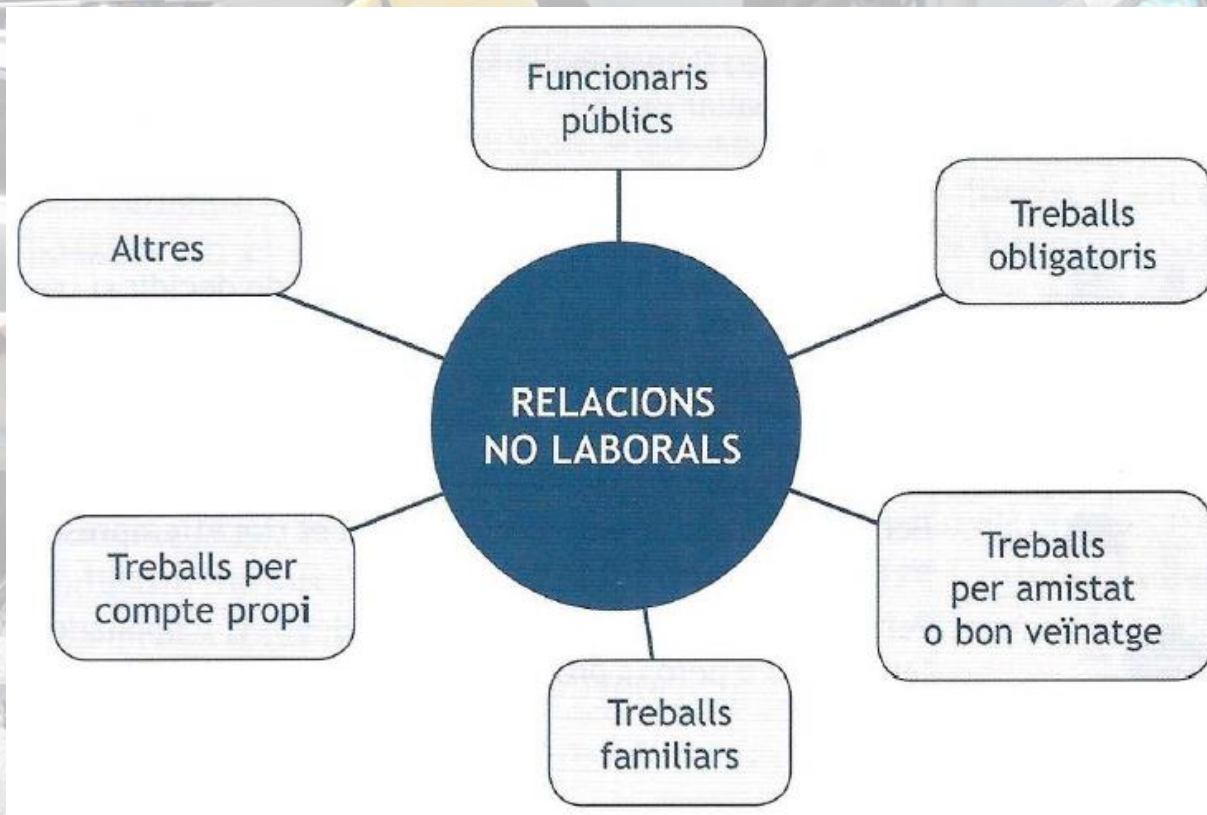 Funcionaris
públics
Altres
Treballs
obligatoris
RELACIONS
NO LABORALS
Treballs per
compte propi
Treballs
per amistat
o bon veïnatge
Treballs
familiars